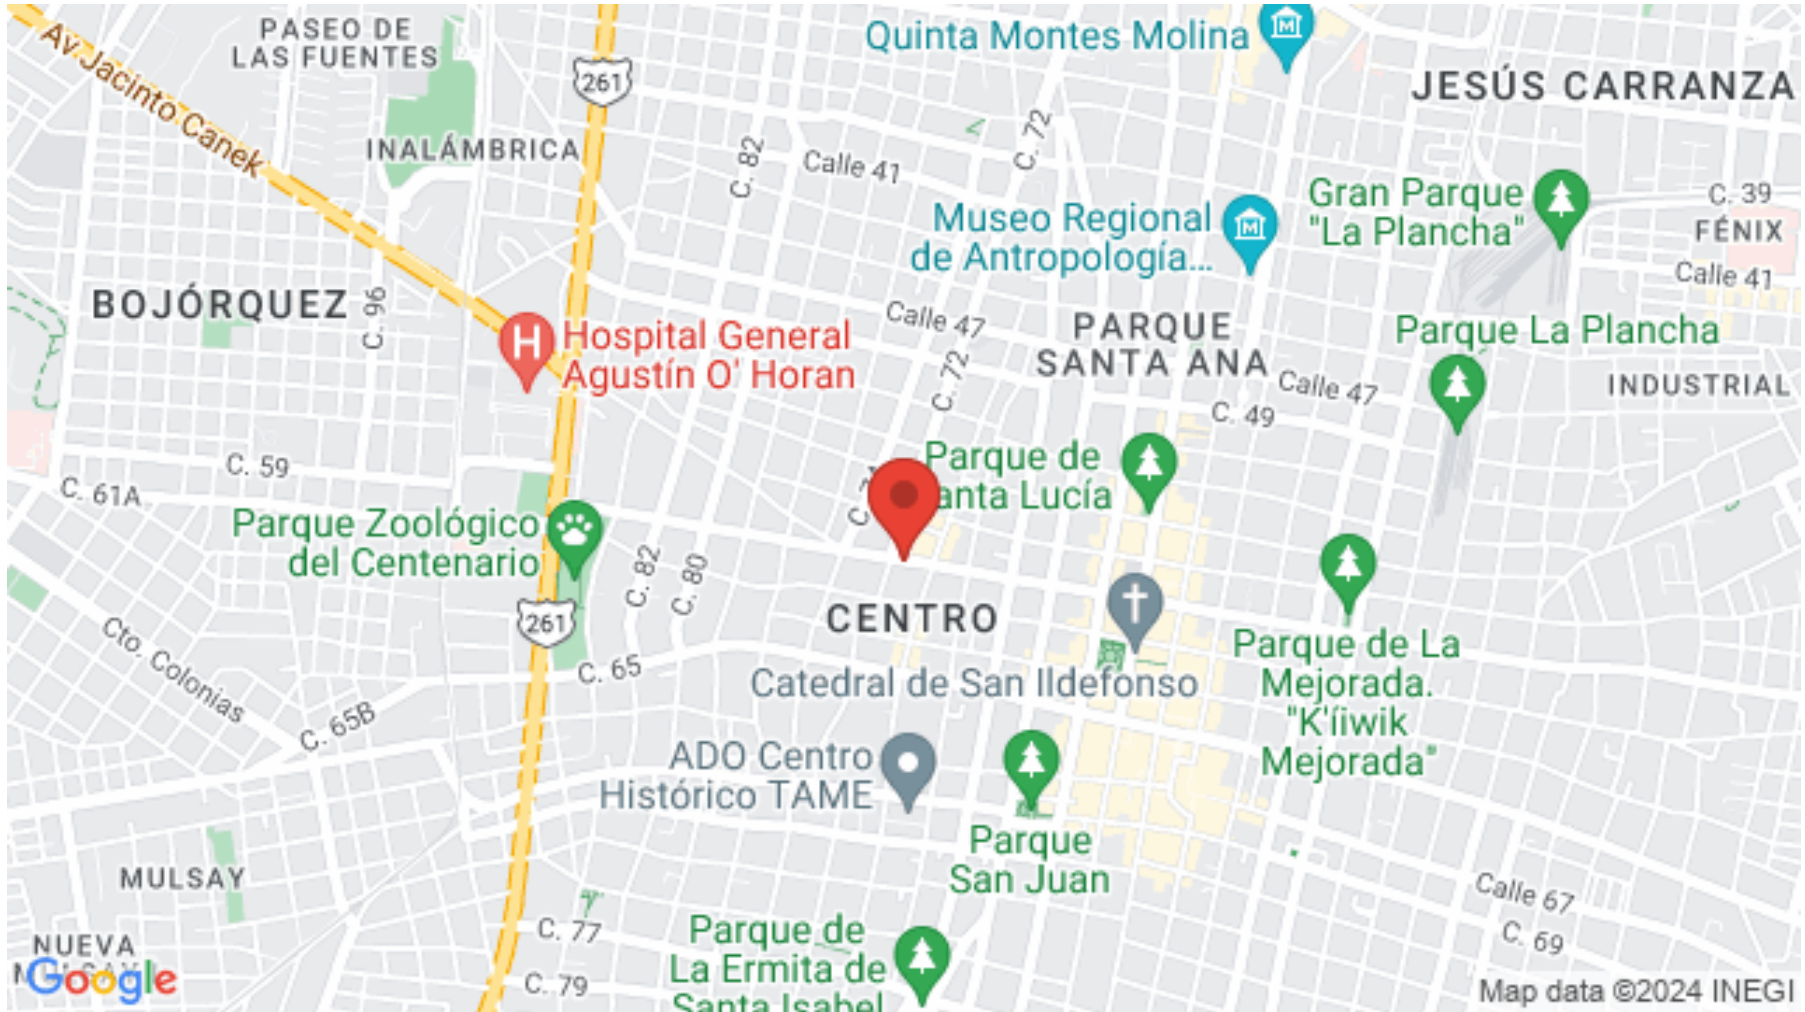 PASEO DE
LAS FUENTES
Av. Jacinto Canek
261
Quinta Montes Molina
JESÚS CARRANZA
INALÁMBRICA
C. 82
Calle 41
C. 72
Gran Parque
"La Plancha"
C. 39
FÉNIX
Museo Regional
de Antropología...
Calle 41
BOJÓRQUEZ
C. 96
Hospital General
Agustín O' Horan
Calle 47
C. 72
PARQUE
SANTA ANA
Parque La Plancha
Calle 47
INDUSTRIAL
C. 49
C. 59
C. 61A
Parque de
anta Lucía
C.
Parque Zoológico
del Centenario
C. 82
C. 80
261
CENTRO
Cto. Colonias
C. 65
Catedral de San Ildefonso
Parque de La
Mejorada.
"K'íiwik
Mejorada"
C. 65B
ADO Centro
Histórico TAME
Parque
San Juan
MULSAY
Calle 67
C. 69
C. 77
Parque de
La Ermita de
Santa Isabel
NUEVA
C. 79
Google
Map data ©2024 INEGI